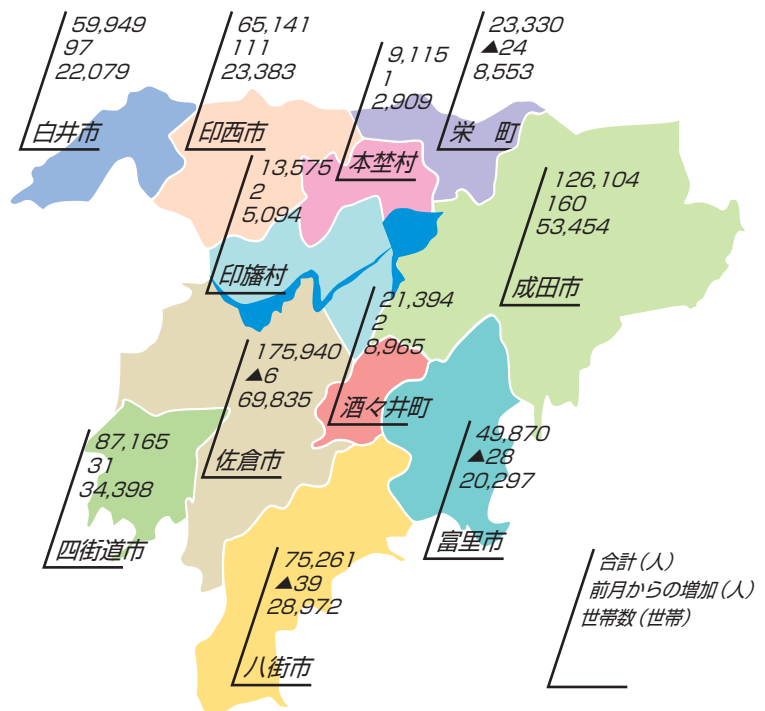 59,949
97
22,079
白井市
65,141
111
23,383
印西市
9,115
1
2,909
本埜村
23,330
▲24
8,553
栄　町
13,575
2
5,094
印旛村
126,104
160
53,454
成田市
21,394
2
8,965
酒々井町
175,940
▲6
69,835
佐倉市
87,165
31
34,398
四街道市
49,870
▲28
20,297
富里市
75,261
▲39
28,972
八街市
合計（人）
前月からの増加（人）
世帯数（世帯）